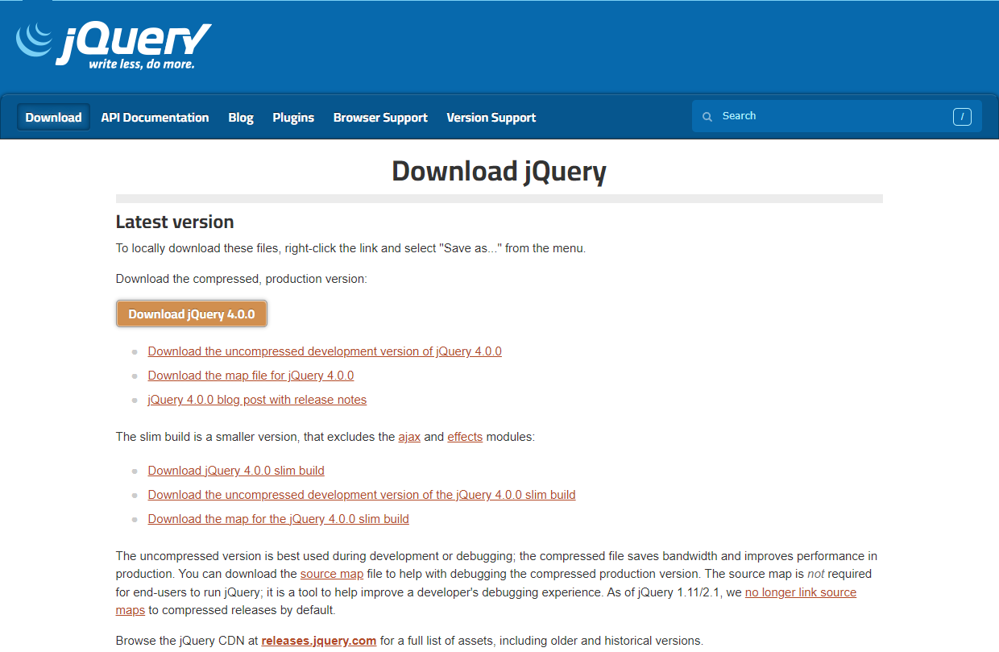 jQuery
write less, do more.
Download API Documentation Blog Plugins Browser Support Version Support Search /
Download jQuery
Latest version
To locally download these files, right-click the link and select "Save as..." from the menu.
Download the compressed, production version:
Download jQuery 4.0.0
Download the uncompressed development version of jQuery 4.0.0
Download the map file for jQuery 4.0.0
jQuery 4.0.0 blog post with release notes
The slim build is a smaller version, that excludes the ajax and effects modules:
Download jQuery 4.0.0 slim build
Download the uncompressed development version of the jQuery 4.0.0 slim build
Download the map for the jQuery 4.0.0 slim build
The uncompressed version is best used during development or debugging; the compressed file saves bandwidth and improves performance in
production. You can download the source map file to help with debugging the compressed production version. The source map is not required
for end-users to run jQuery; it is a tool to help improve a developer's debugging experience. As of jQuery 1.11/2.1, we no longer link source
maps to compressed releases by default.
Browse the jQuery CDN at releases.jquery.com for a full list of assets, including older and historical versions.